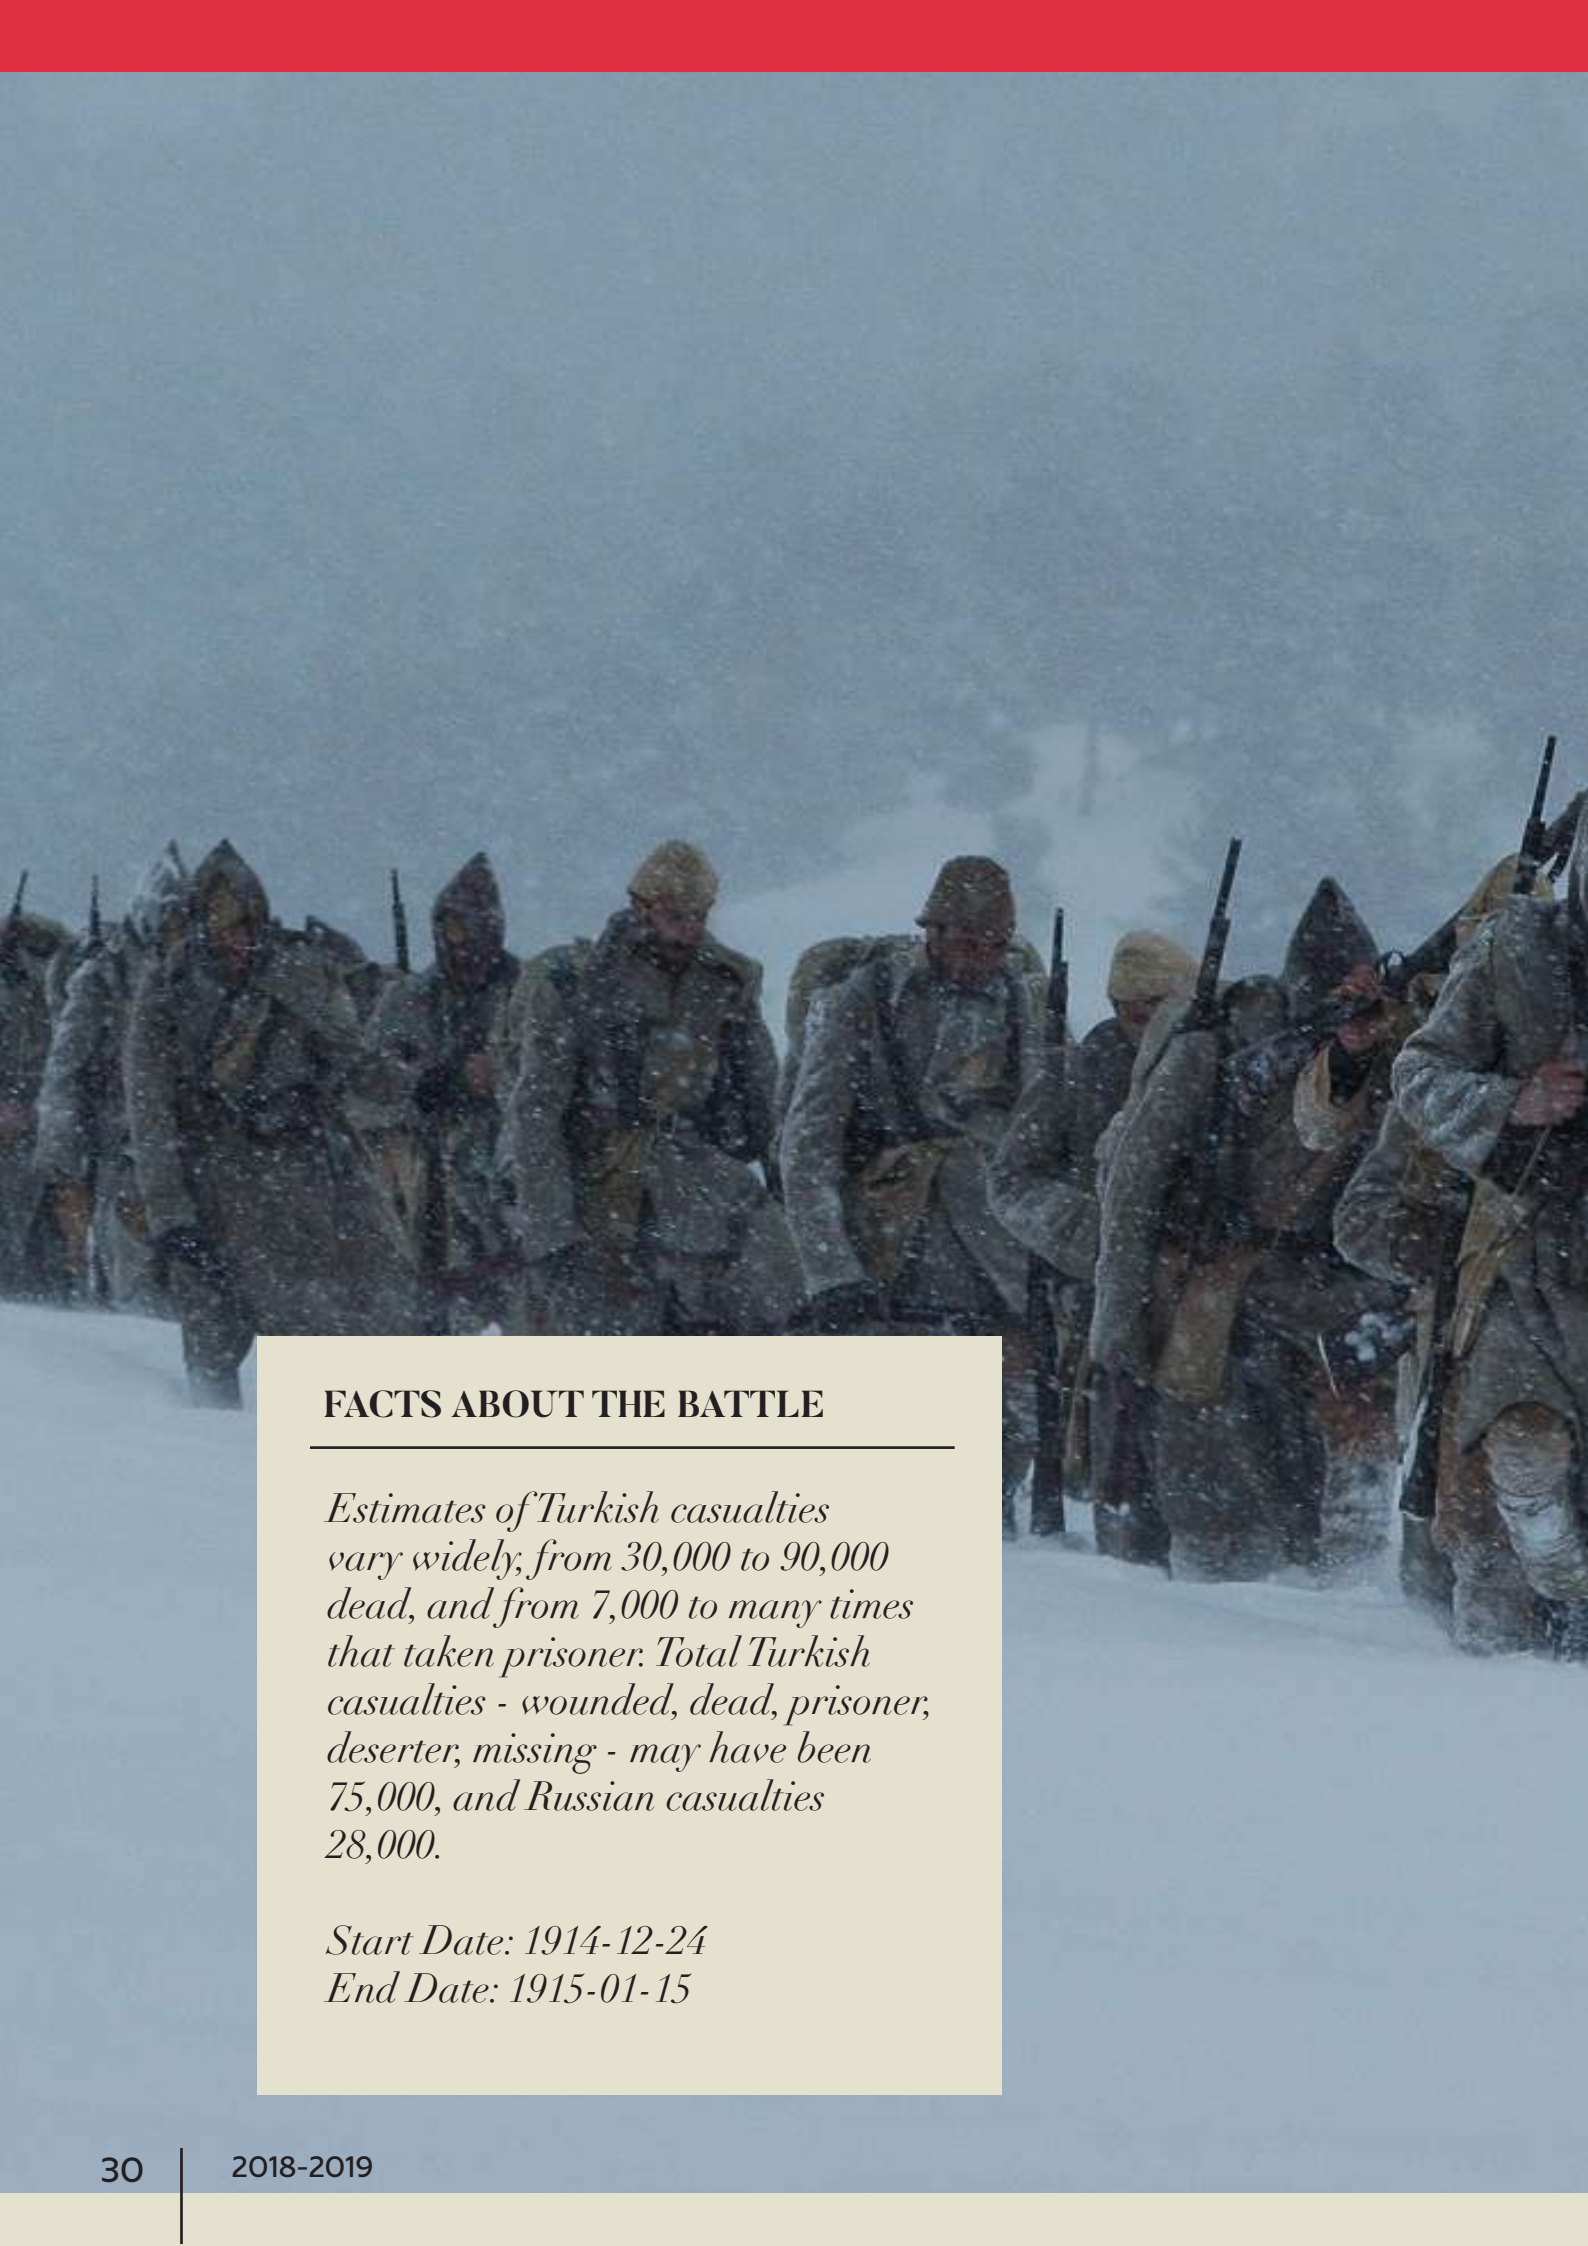 FACTS ABOUT THE BATTLE
Estimates of Turkish casualties
vary widely, from 30,000 to 90,000
dead, and from 7,000 to many times
that taken prisoner. Total Turkish
casualties - wounded, dead, prisoner,
deserter, missing - may have been
75,000, and Russian casualties
28,000.
Start Date: 1914-12-24
End Date: 1915-01-15
30
2018-2019